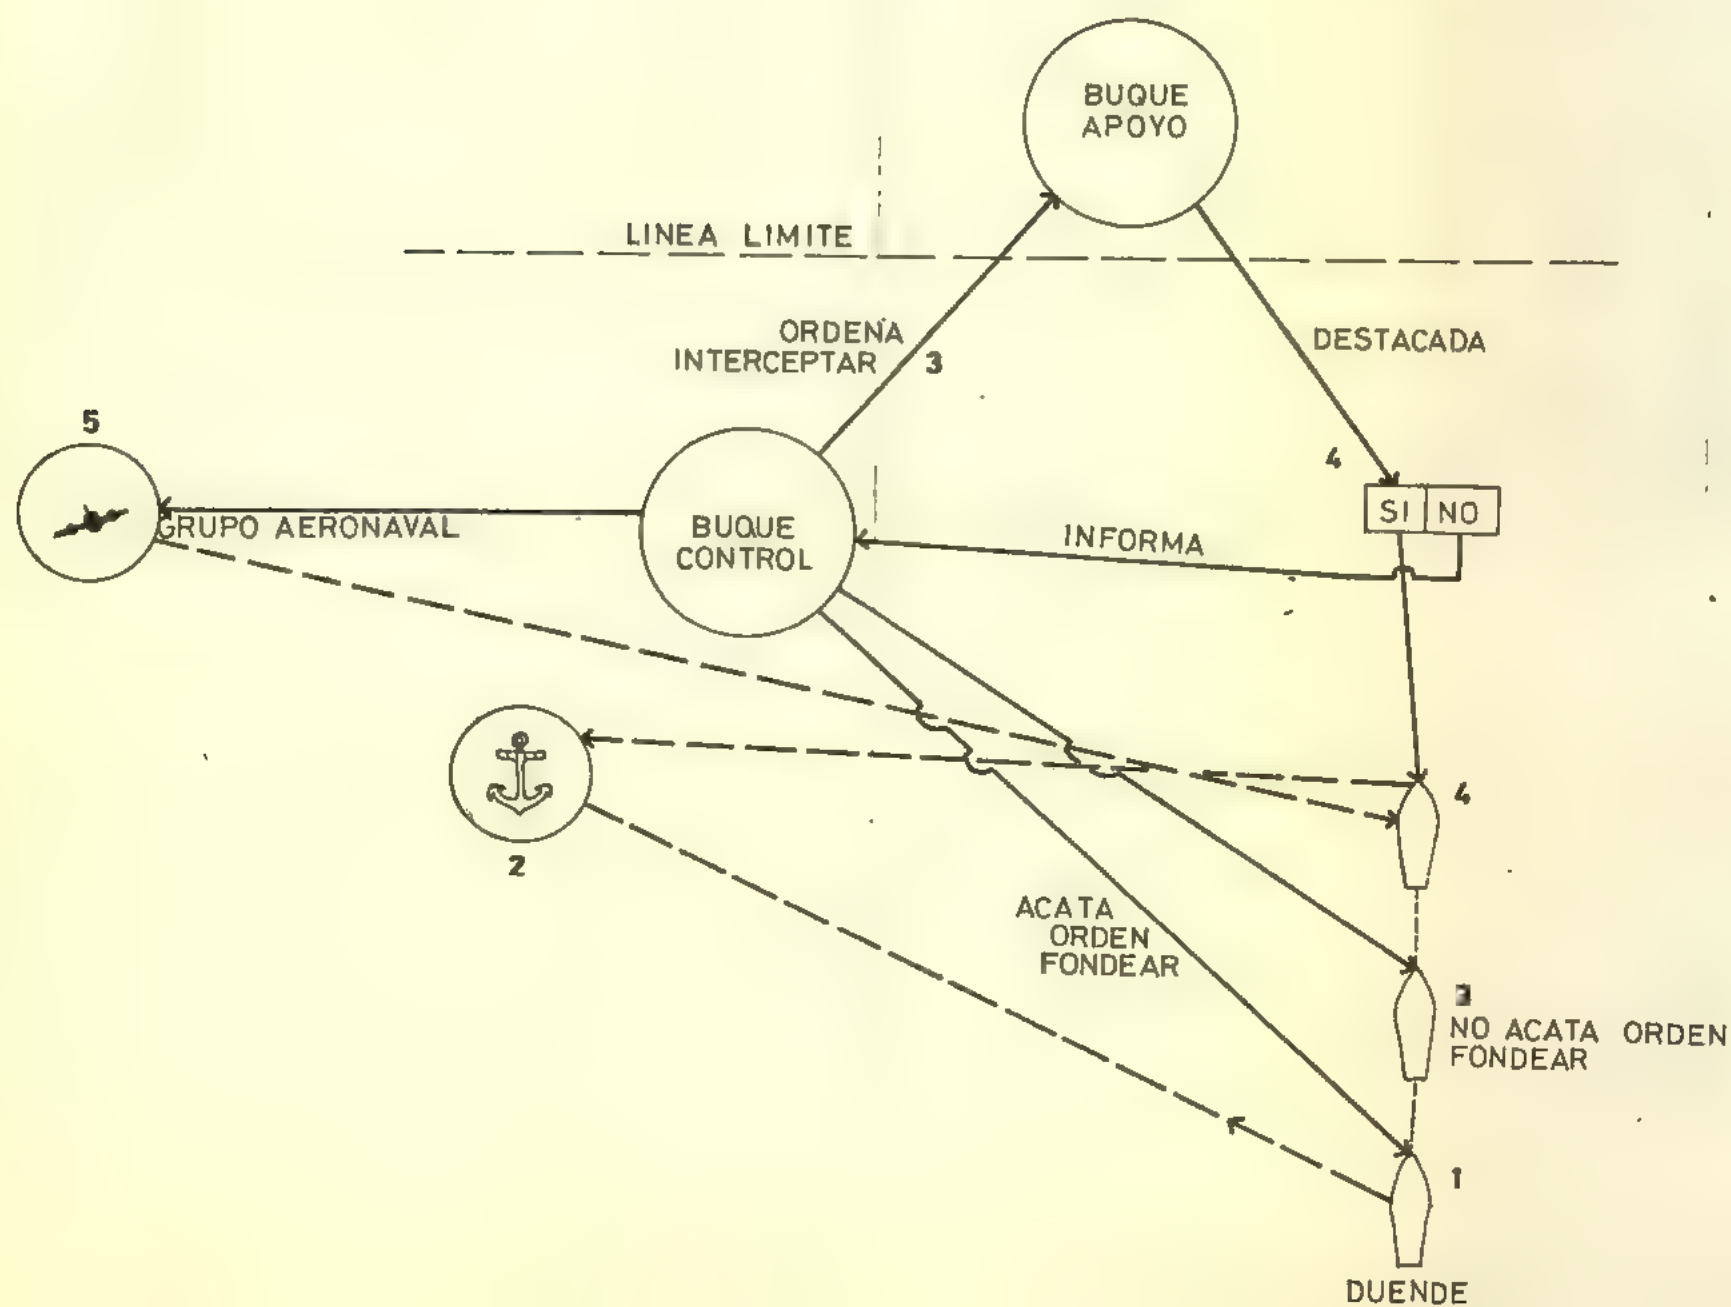 BUQUE
APOYO
LINEA LIMITE
ORDENA
INTERCEPTAR 3
DESTACADA
5
4
SI NO
GRUPO AERONAVAL
BUQUE
CONTROL
INFORMA
2
4
ACATA
ORDEN
FONDEAR
NO ACATA ORDEN
FONDEAR
1
DUENDE